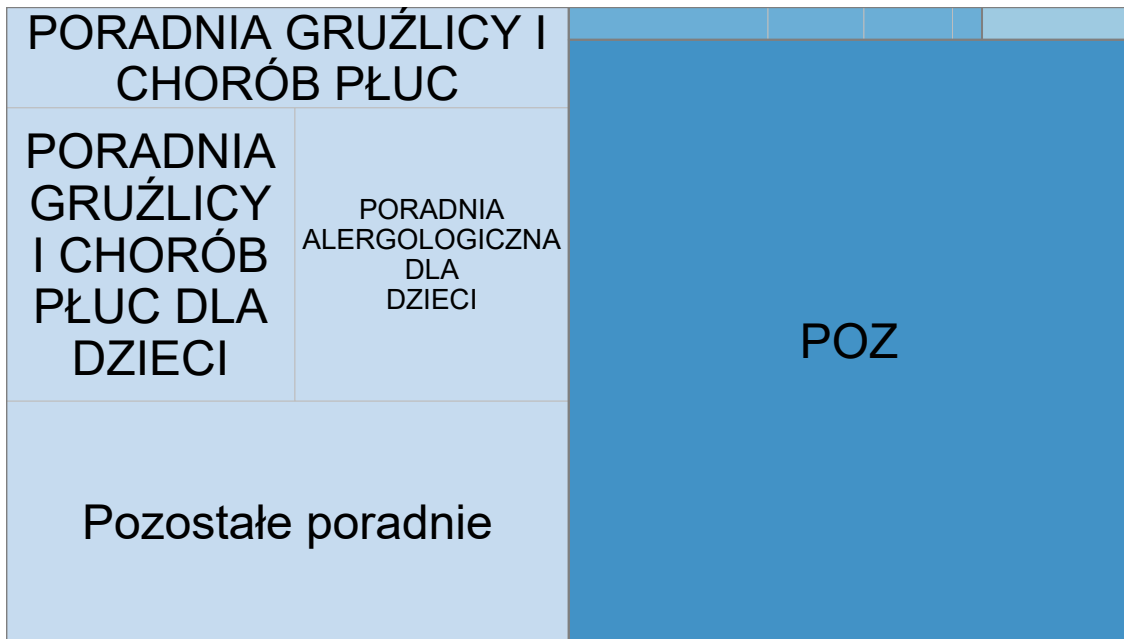 PORADNIA GRUŹLICY I
CHORÓB PŁUC
PORADNIA
GRUŹLICY
I CHORÓB
PŁUC DLA
DZIECI
PORADNIA
ALERGOLOGICZNA
DLA
DZIECI
Pozostałe poradnie
POZ